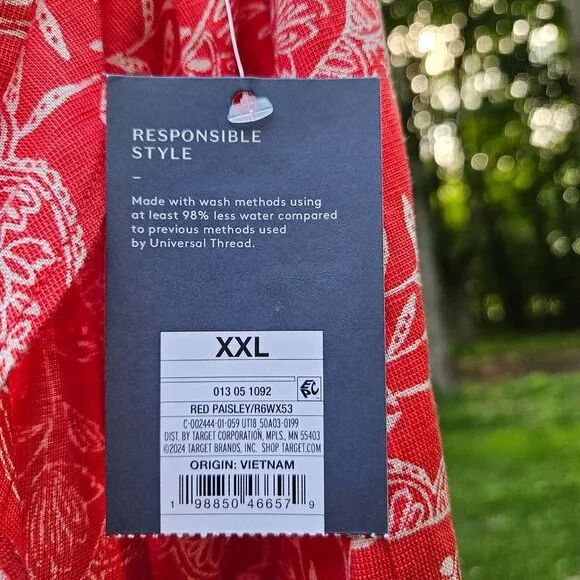 RESPONSIBLE
STYLE
–
Made with wash methods using
at least 98% less water compared
to previous methods used
by Universal Thread.
XXL
013 05 1092
RED PAISLEY/R6WX53
C-002444-01-059 UT18 50A03-0199
DIST. BY TARGET CORPORATION, MPLS., MN 55403
©2024 TARGET BRANDS, INC. SHOP TARGET.COM
ORIGIN: VIETNAM
1 98850 46657 9